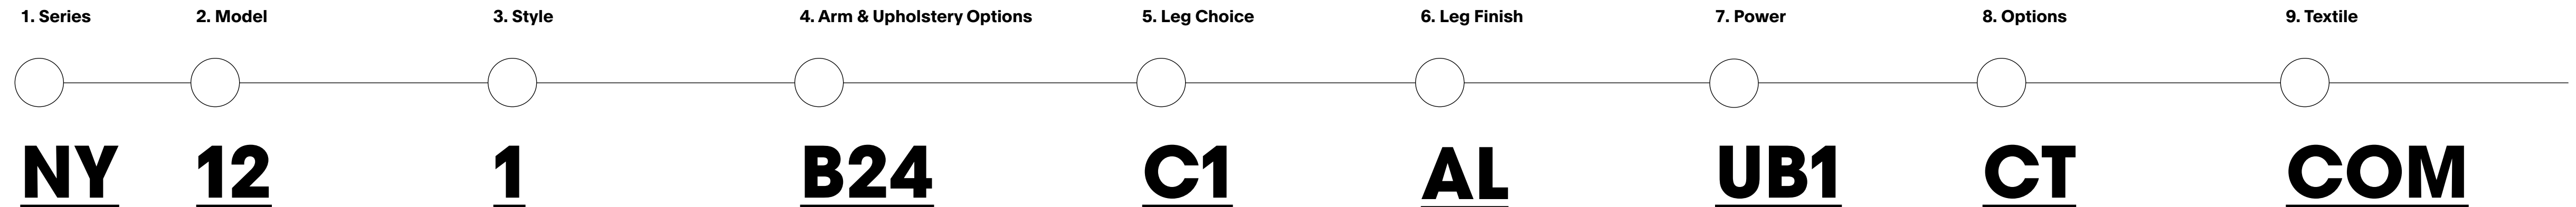 1. Series 2. Model 3. Style 4. Arm & Upholstery Options 5. Leg Choice 6. Leg Finish 7. Power 8. Options 9. Textile
NY 12 1 B24 C1 AL UB1 CT COM